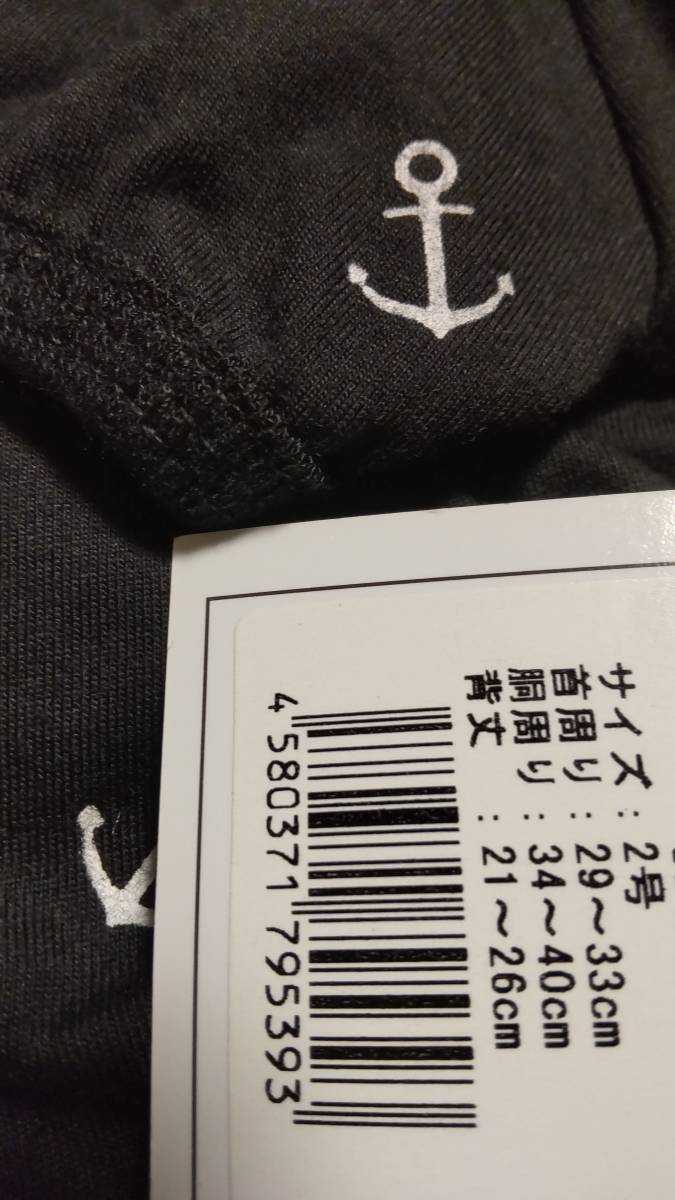 サイズ : 2号
首周り : 29～33cm
胴周り : 34～40cm
背丈 : 21～26cm
4 580371 795393